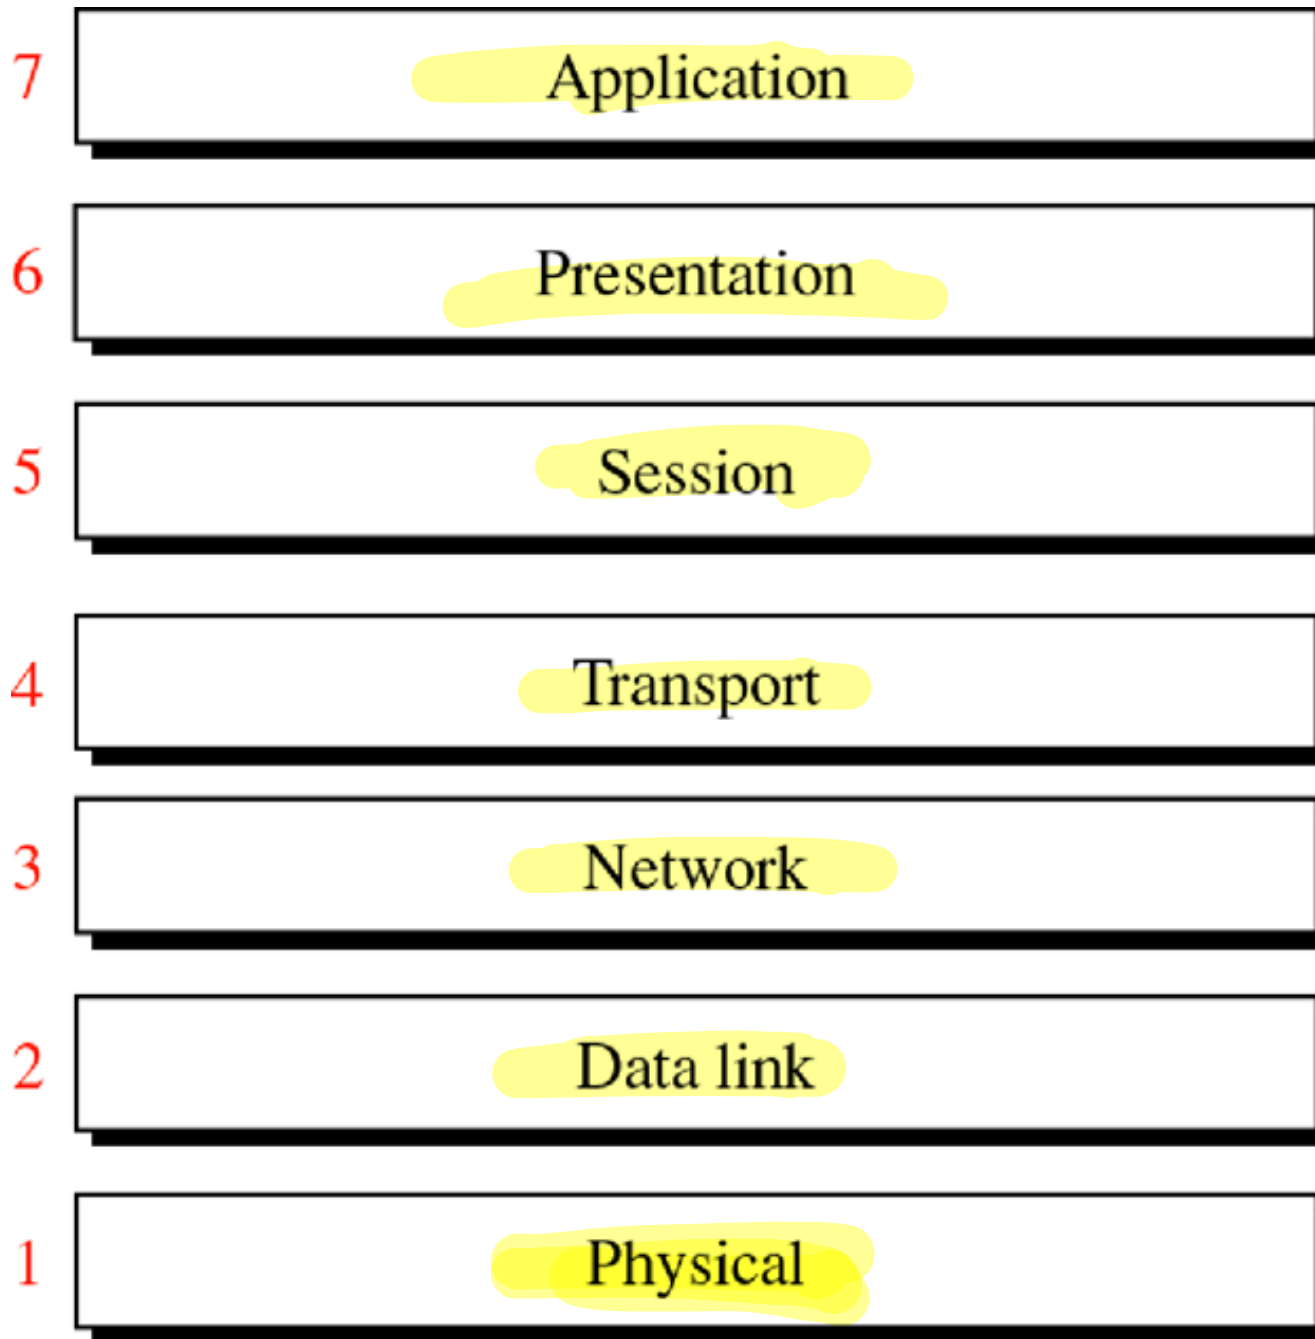 7 Application
6 Presentation
5 Session
4 Transport
3 Network
2 Data link
1 Physical